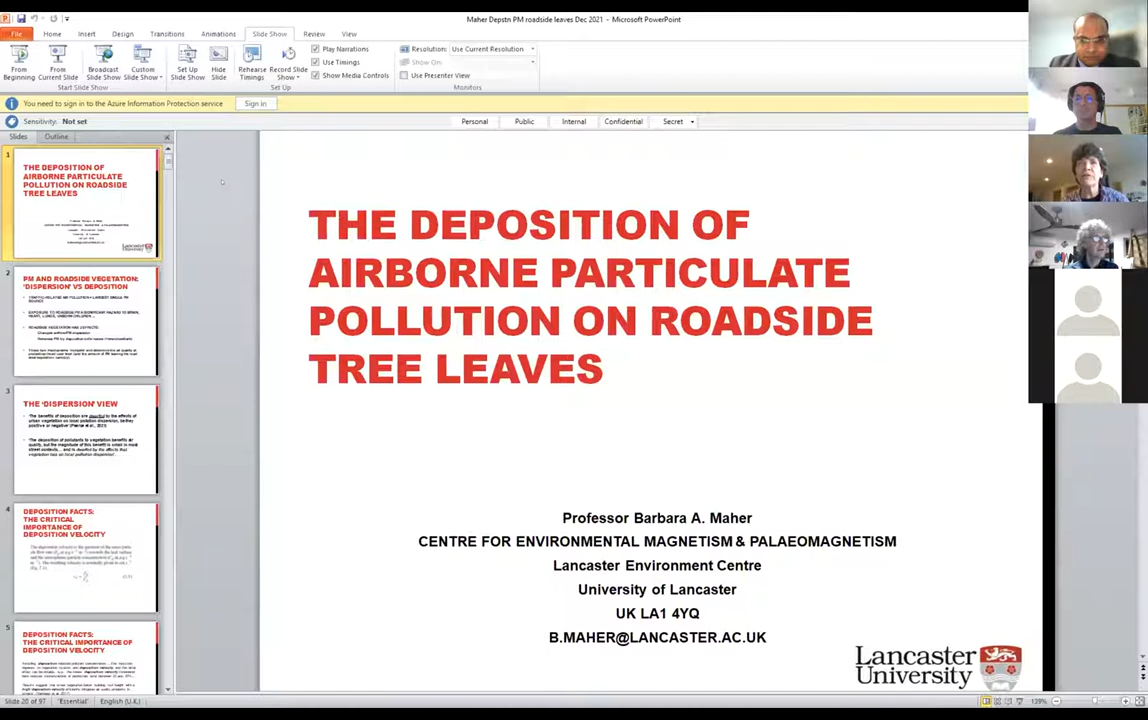 Maher Depstn PM roadside leaves Dec 2021 - Microsoft PowerPoint
File Home Insert Design Transitions Animations Slide Show Review View
From Beginning
From Current Slide
Broadcast Slide Show
Custom Slide Show
Set Up Slide Show
Hide Slide
Rehearse Timings
Record Slide Show
Play Narrations
Use Timings
Show Media Controls
Resolution: Use Current Resolution
Show On:
Use Presenter View
Start Slide Show
Set Up
Monitors
You need to sign in to the Azure Information Protection service Sign in
Sensitivity: Not set
Personal Public Internal Confidential Secret
Slides Outline
1
THE DEPOSITION OF
AIRBORNE PARTICULATE
POLLUTION ON ROADSIDE
TREE LEAVES
Lancaster
University
2
PM AND ROADSIDE VEGETATION:
'DISPERSION' VS DEPOSITION
3
THE 'DISPERSION' VIEW
4
DEPOSITION FACTS:
THE CRITICAL
IMPORTANCE OF
DEPOSITION VELOCITY
5
DEPOSITION FACTS:
THE CRITICAL IMPORTANCE OF
DEPOSITION VELOCITY
THE DEPOSITION OF
AIRBORNE PARTICULATE
POLLUTION ON ROADSIDE
TREE LEAVES
Professor Barbara A. Maher
CENTRE FOR ENVIRONMENTAL MAGNETISM & PALAEOMAGNETISM
Lancaster Environment Centre
University of Lancaster
UK LA1 4YQ
B.MAHER@LANCASTER.AC.UK
Lancaster
University
Slide 20 of 97 "Essential" English (U.K.)
139%